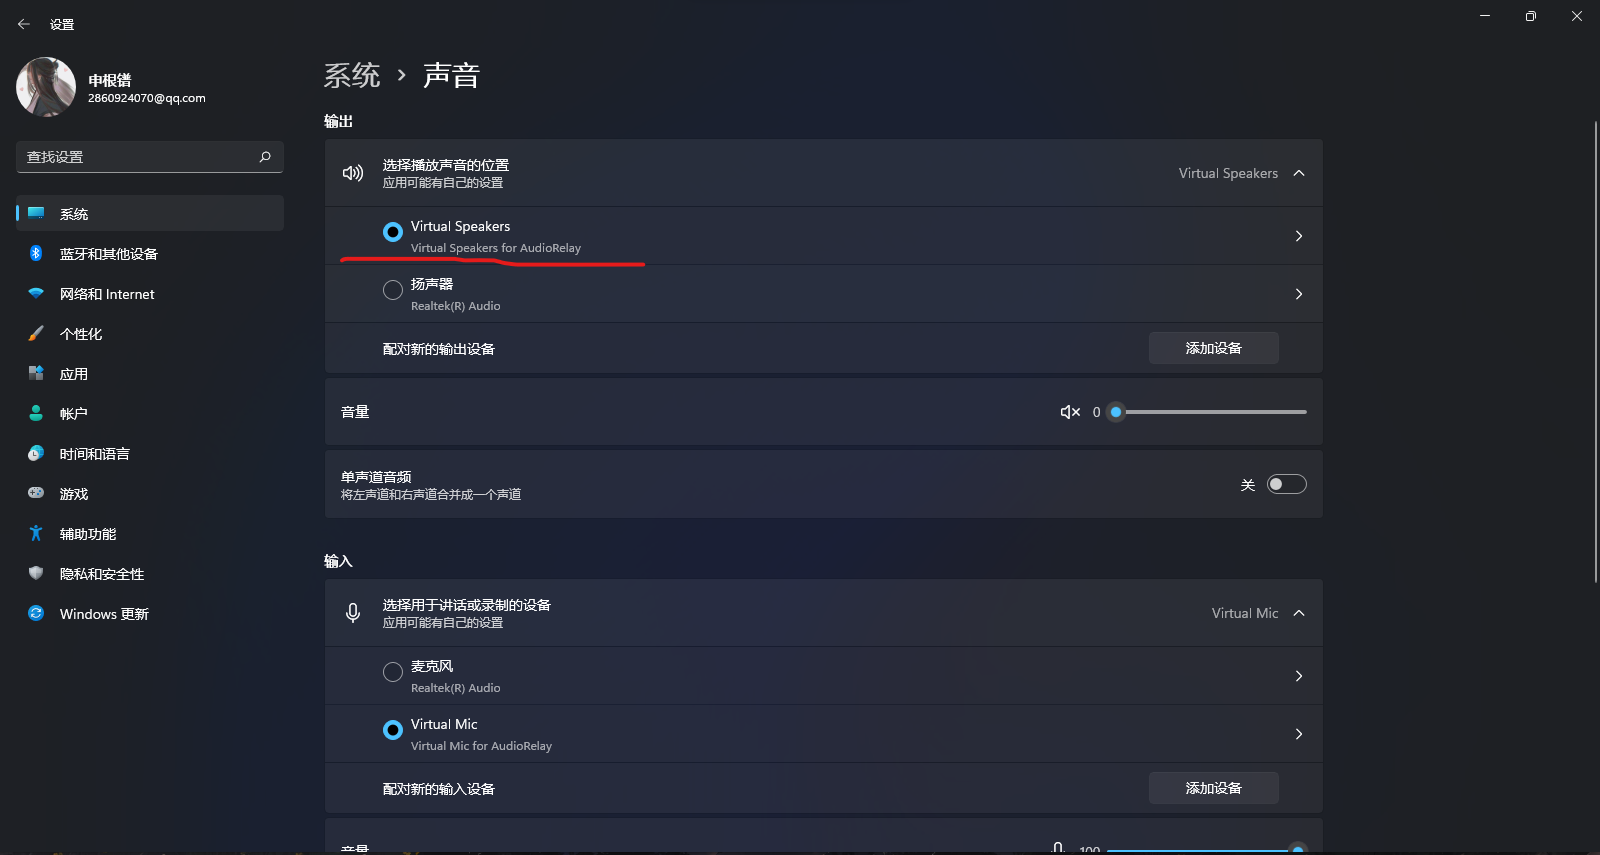 设置
申根镨
2860924070@qq.com
查找设置
系统
蓝牙和其他设备
网络和 Internet
个性化
应用
帐户
时间和语言
游戏
辅助功能
隐私和安全性
Windows 更新
系统 › 声音
输出
选择播放声音的位置
应用可能有自己的设置
Virtual Speakers
Virtual Speakers
Virtual Speakers for AudioRelay
扬声器
Realtek(R) Audio
配对新的输出设备
添加设备
音量
0
单声道音频
将左声道和右声道合并成一个声道
关
输入
选择用于讲话或录制的设备
应用可能有自己的设置
Virtual Mic
麦克风
Realtek(R) Audio
Virtual Mic
Virtual Mic for AudioRelay
配对新的输入设备
添加设备
音量
100